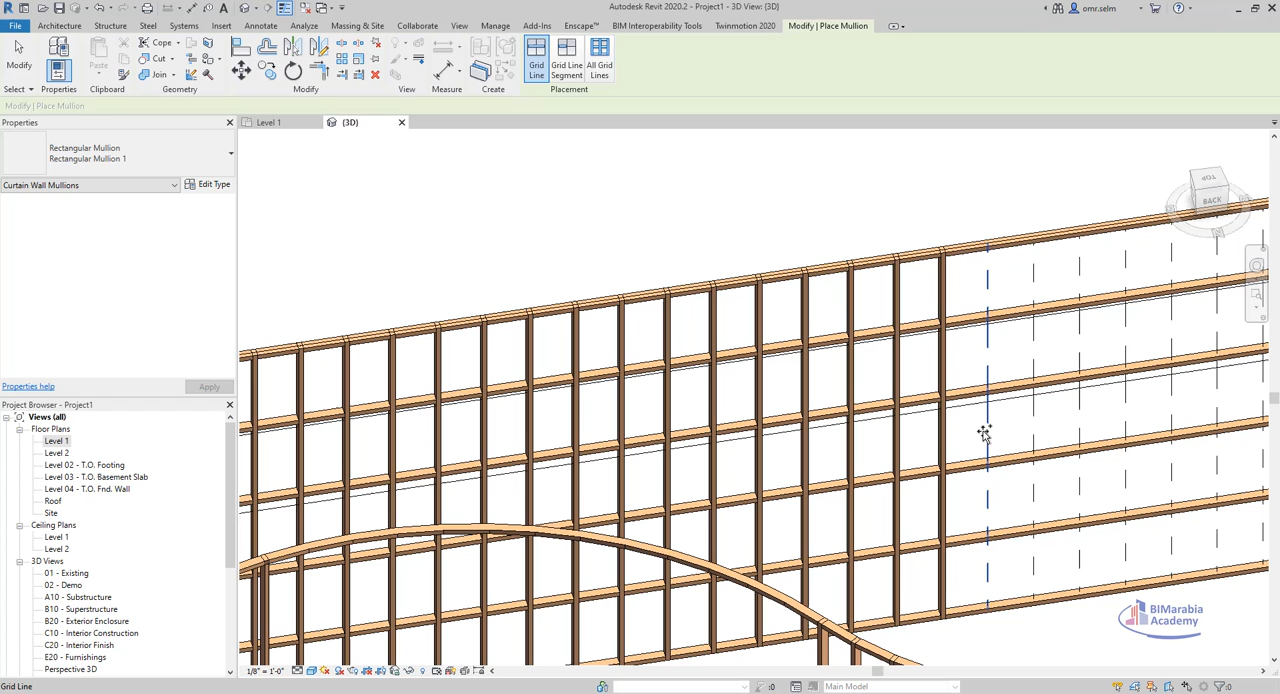 Autodesk Revit 2020.2 - Project1 - 3D View: {3D}
omr.selm
File Architecture Structure Steel Systems Insert Annotate Analyze Massing & Site Collaborate View Manage Add-Ins Enscape™ BIM Interoperability Tools Twinmotion 2020 Modify | Place Mullion
Modify
Paste
Cope
Cut
Join
Grid Line
Grid Line Segment
All Grid Lines
Select Properties Clipboard Geometry Modify View Measure Create Placement
Modify | Place Mullion
Properties
Level 1
{3D}
Rectangular Mullion
Rectangular Mullion 1
Curtain Wall Mullions
Edit Type
TOP
BACK
Properties help
Apply
Project Browser - Project1
Views (all)
Floor Plans
Level 1
Level 2
Level 02 - T.O. Footing
Level 03 - T.O. Basement Slab
Level 04 - T.O. Fnd. Wall
Roof
Site
Ceiling Plans
Level 1
Level 2
3D Views
01 - Existing
02 - Demo
A10 - Substructure
B10 - Superstructure
B20 - Exterior Enclosure
C10 - Interior Construction
C20 - Interior Finish
E20 - Furnishings
Perspective 3D
BIMarabia
Academy
1/8" = 1'-0"
Grid Line
:0
Main Model
:0